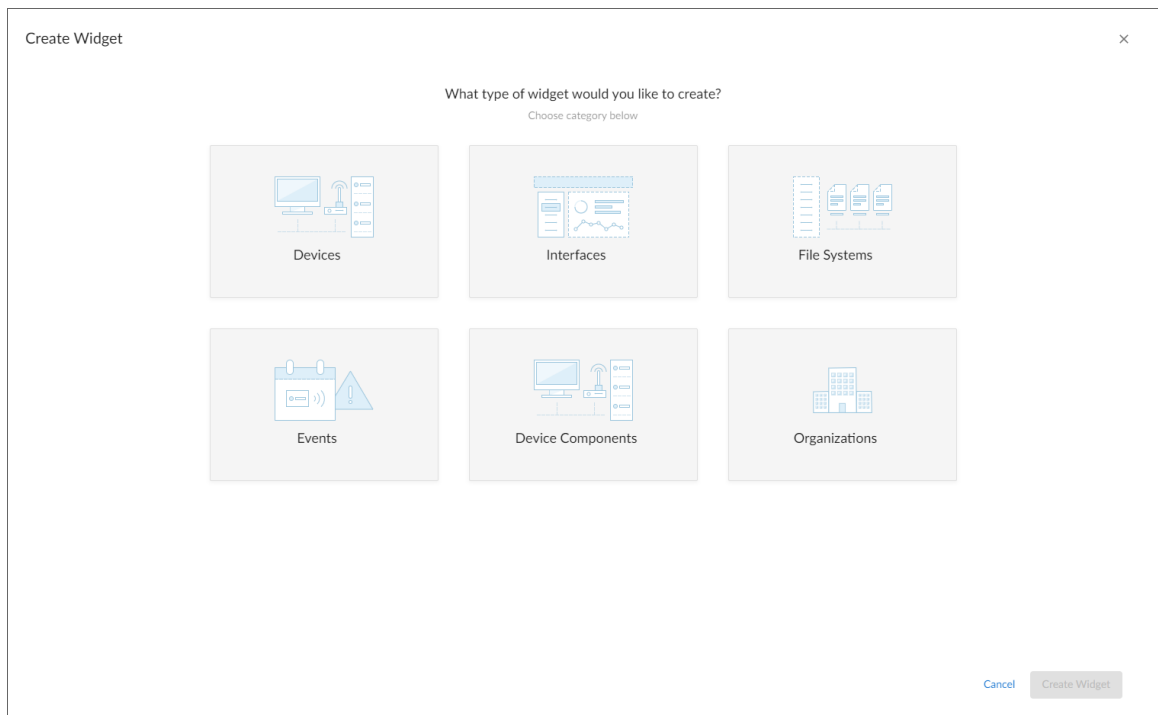 Create Widget
What type of widget would you like to create?
Choose category below
Devices
Interfaces
File Systems
Events
Device Components
Organizations
Cancel
Create Widget